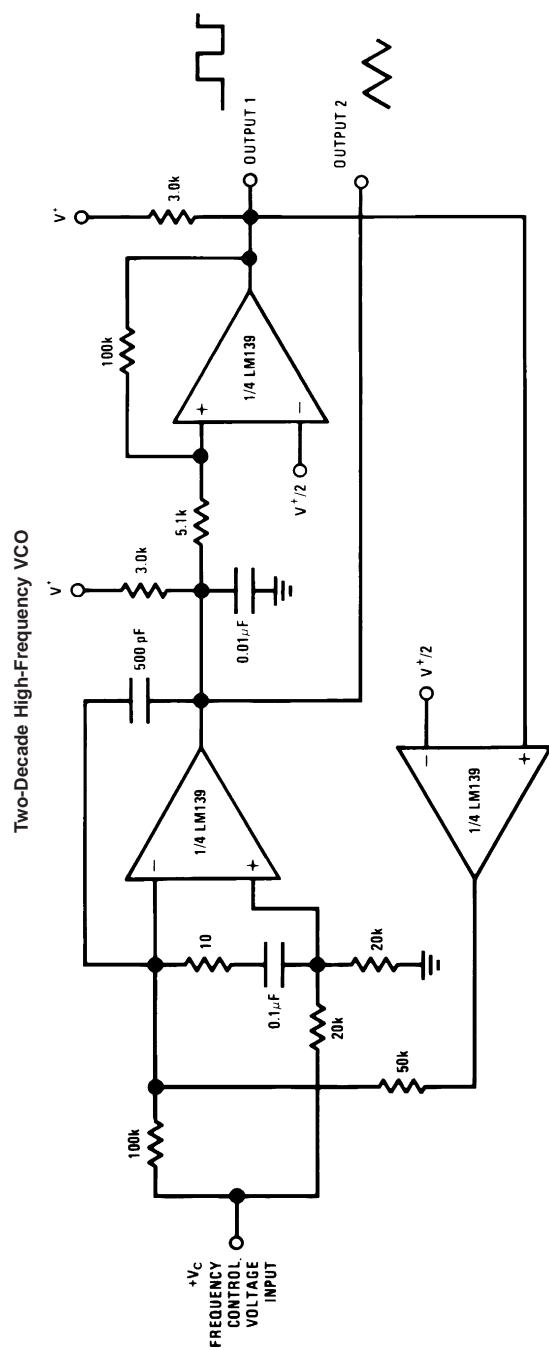 Two-Decade High-Frequency VCO
V+
3.0k
100k
OUTPUT 1
1/4 LM139
+
−
V+/2
5.1k
V+
3.0k
0.01μF
500 pF
OUTPUT 2
1/4 LM139
−
+
10
0.1μF
20k
20k
100k
50k
+VC
FREQUENCY
CONTROL.
VOLTAGE
INPUT
V+/2
−
+
1/4 LM139